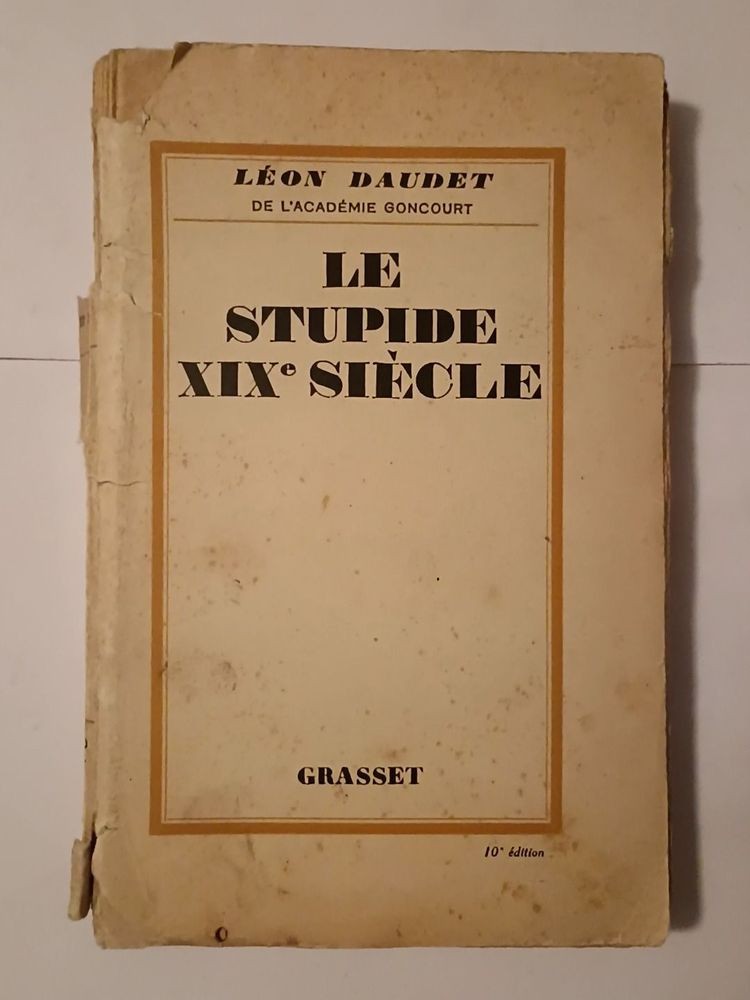 LÉON DAUDET
DE L'ACADÉMIE GONCOURT
LE
STUPIDE
XIXe SIÈCLE
GRASSET
10e édition